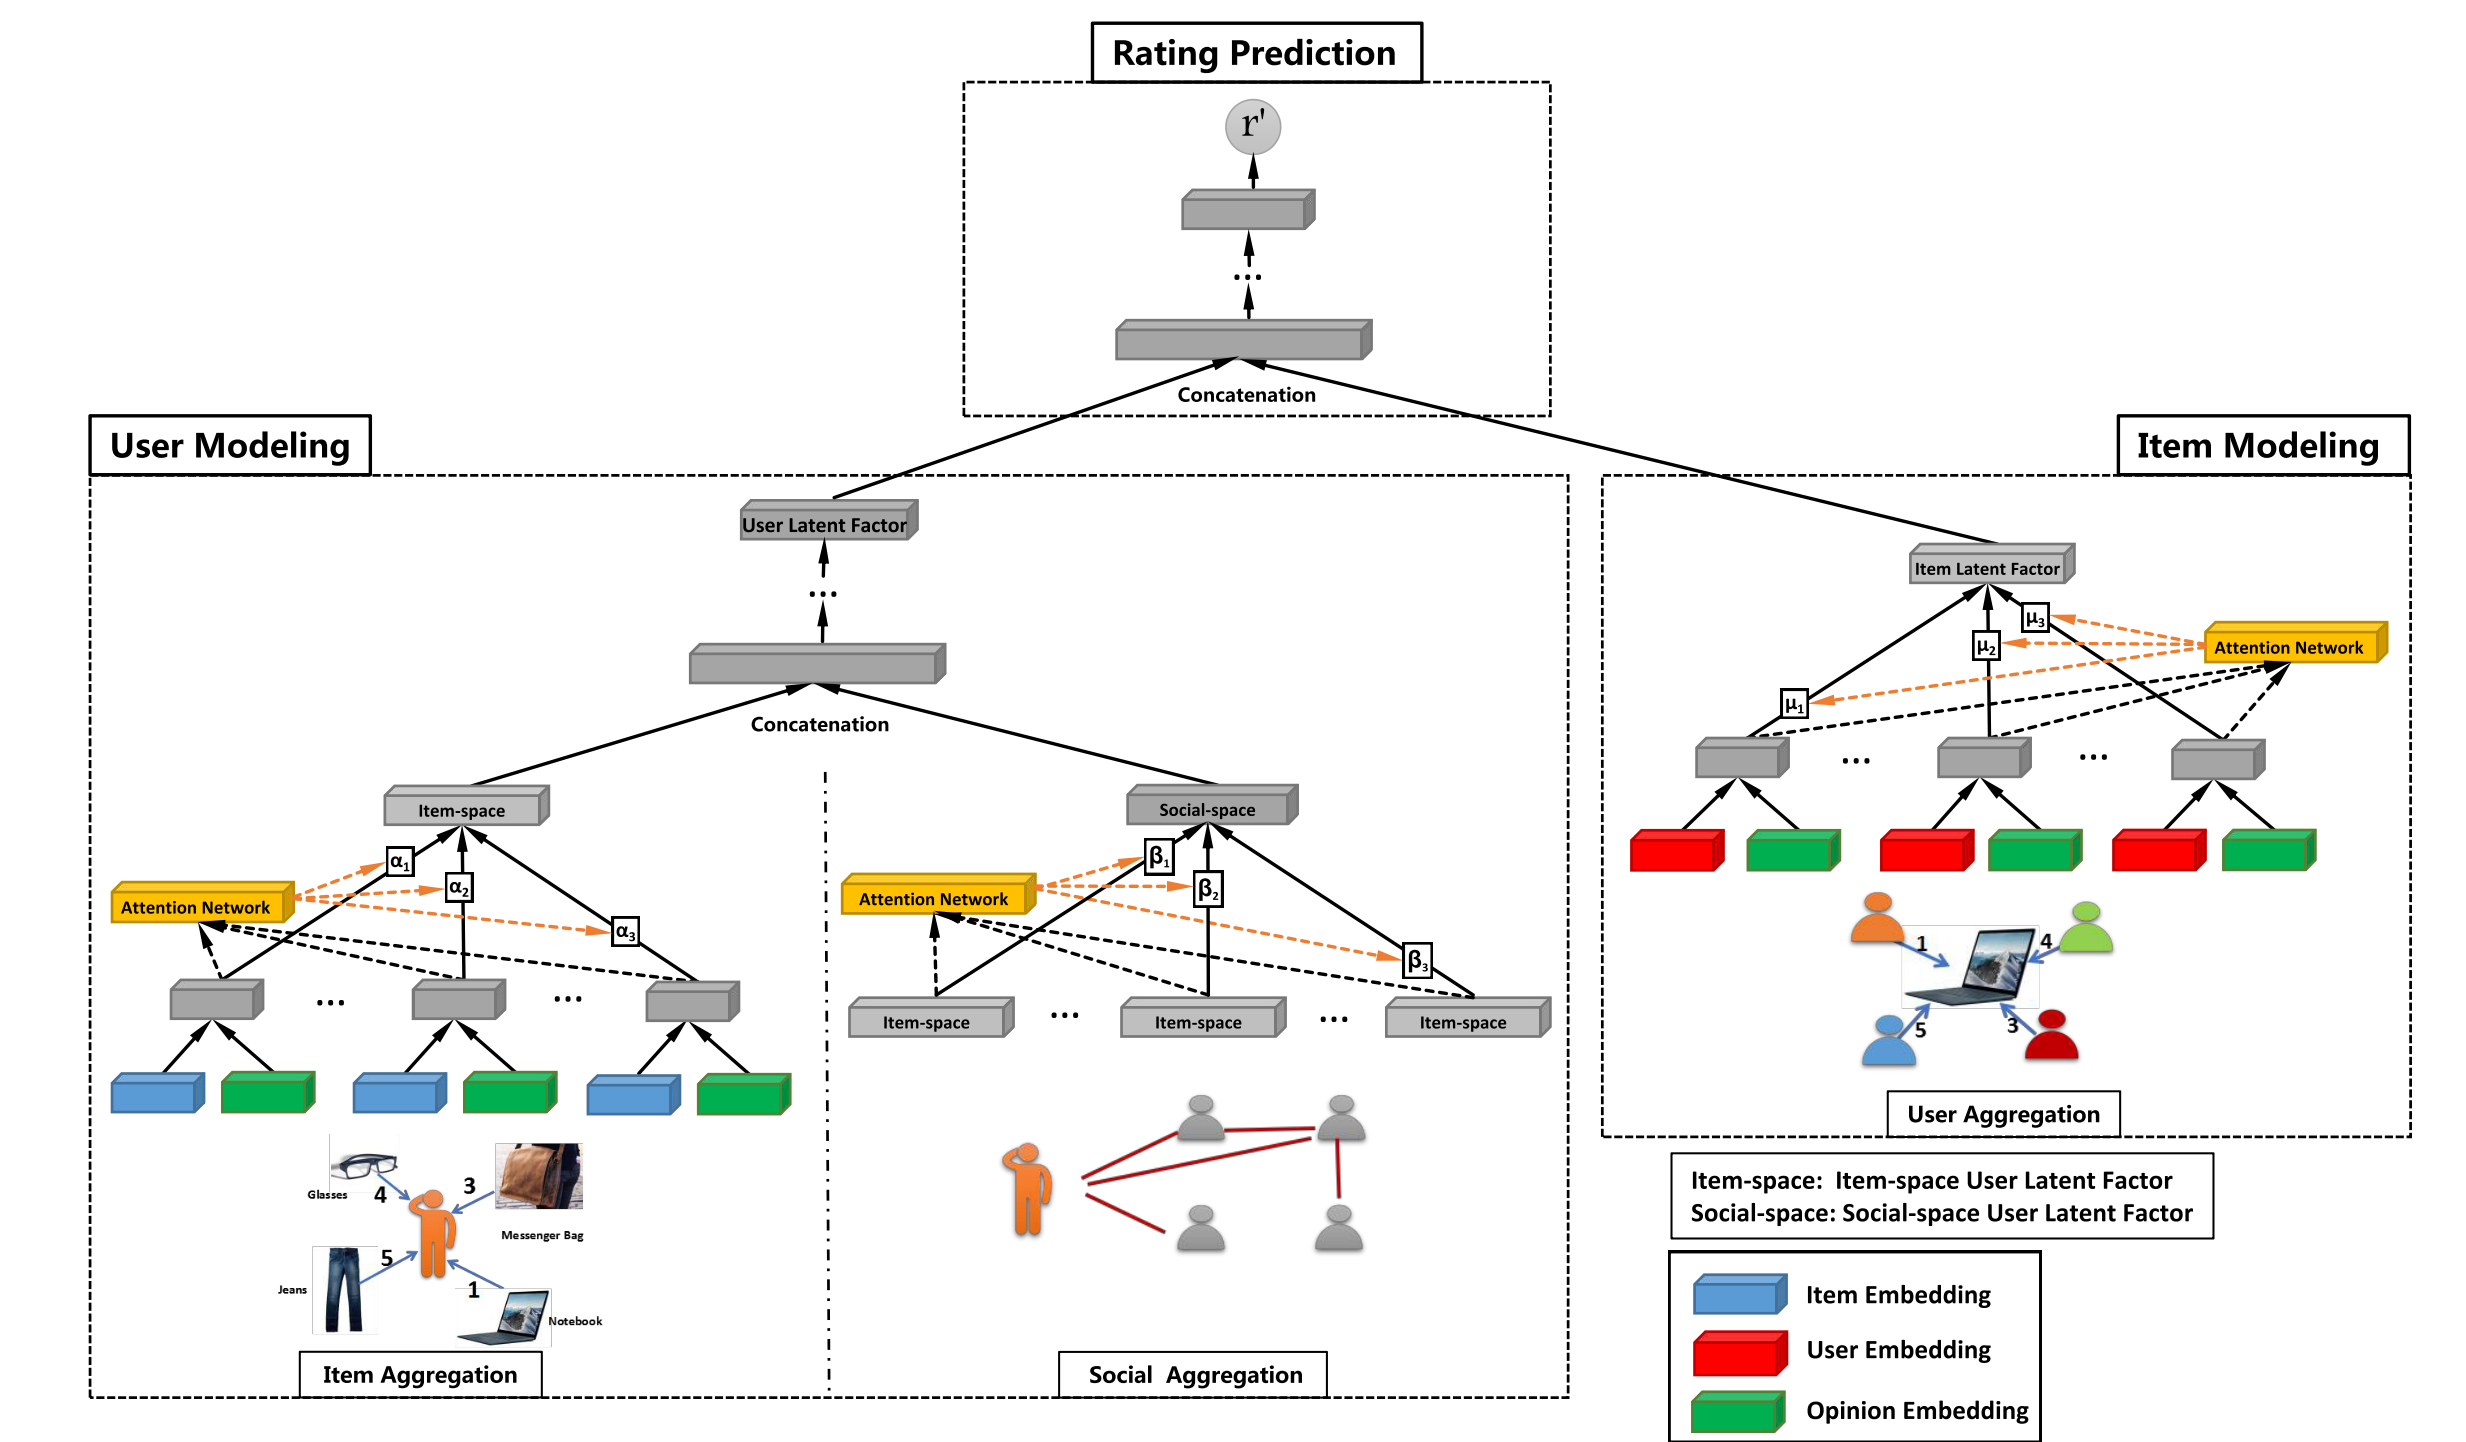 Rating Prediction
r'
...
Concatenation
User Modeling
User Latent Factor
...
Concatenation
Item-space
α1
α2
α3
Attention Network
...
...
Glasses
4
3
Messenger Bag
Jeans
5
1
Notebook
Item Aggregation
Social-space
β1
β2
β3
Attention Network
Item-space
...
Item-space
...
Item-space
Social Aggregation
Item Modeling
Item Latent Factor
μ3
μ2
μ1
Attention Network
...
...
1
4
5
3
User Aggregation
Item-space: Item-space User Latent Factor
Social-space: Social-space User Latent Factor
Item Embedding
User Embedding
Opinion Embedding